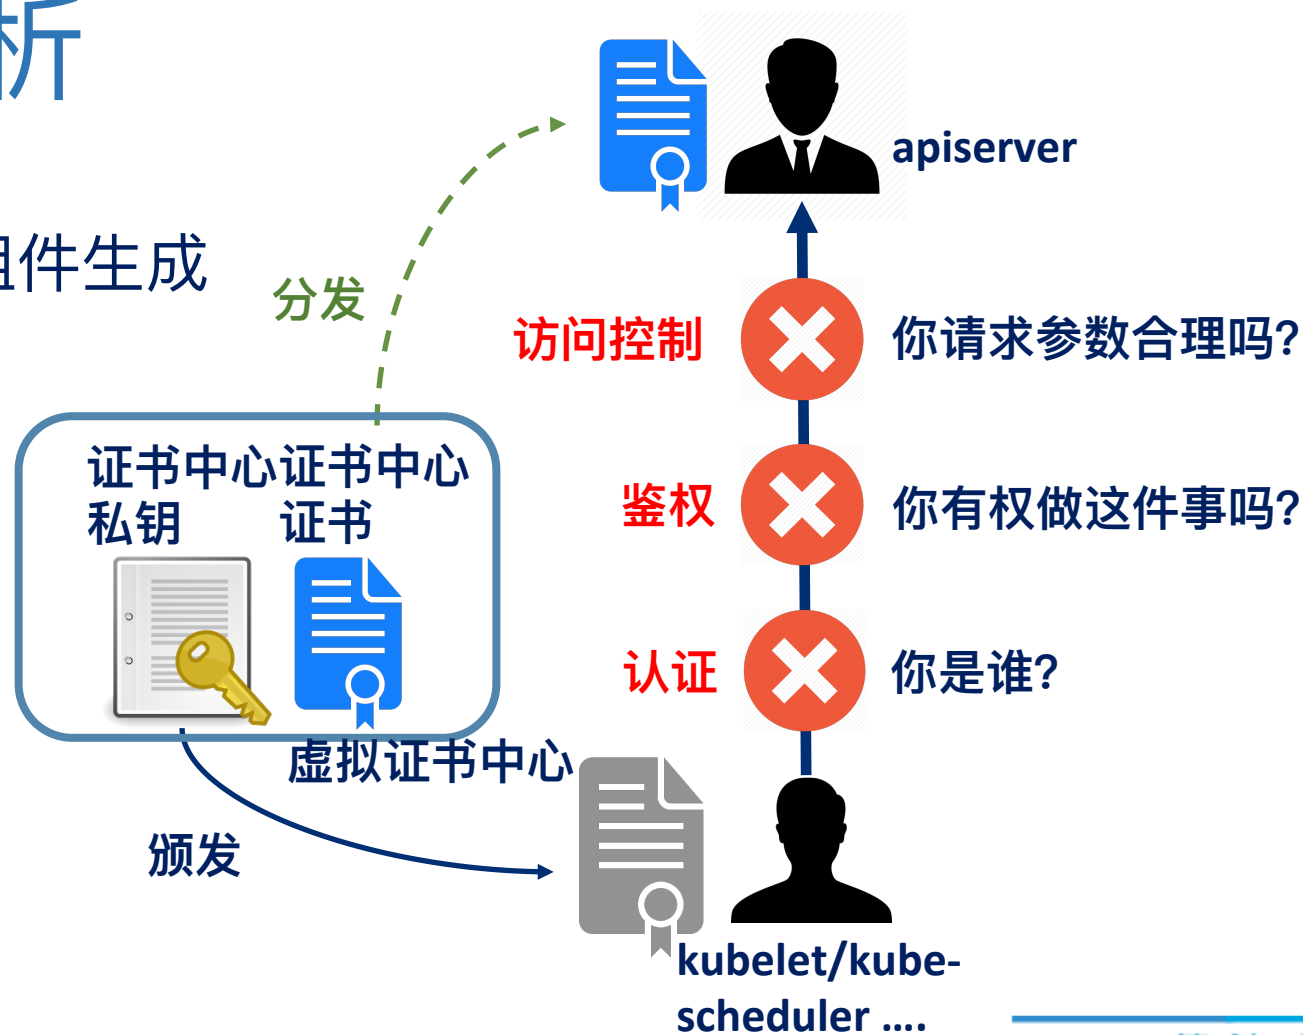 析
组件生成
apiserver
分发
访问控制
你请求参数合理吗?
证书中心
私钥
证书中心
证书
鉴权
你有权做这件事吗?
认证
你是谁?
虚拟证书中心
颁发
kubelet/kube-
scheduler ....